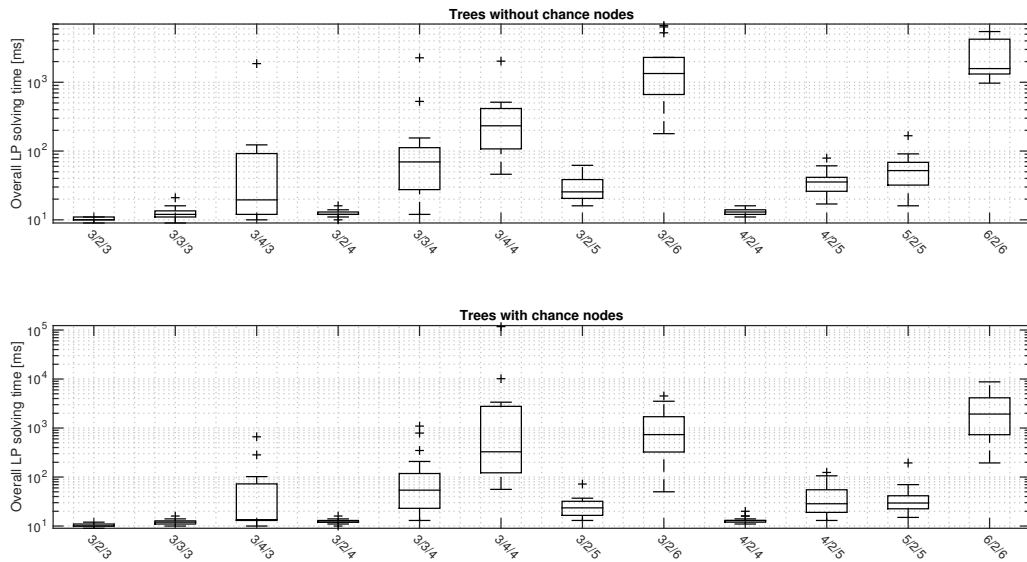 Trees without chance nodes
Overall LP solving time [ms]
10^3
10^2
10^1
3/2/3 3/3/3 3/4/3 3/2/4 3/3/4 3/4/4 3/2/5 3/2/6 4/2/4 4/2/5 5/2/5 6/2/6
Trees with chance nodes
Overall LP solving time [ms]
10^5
10^4
10^3
10^2
10^1
3/2/3 3/3/3 3/4/3 3/2/4 3/3/4 3/4/4 3/2/5 3/2/6 4/2/4 4/2/5 5/2/5 6/2/6